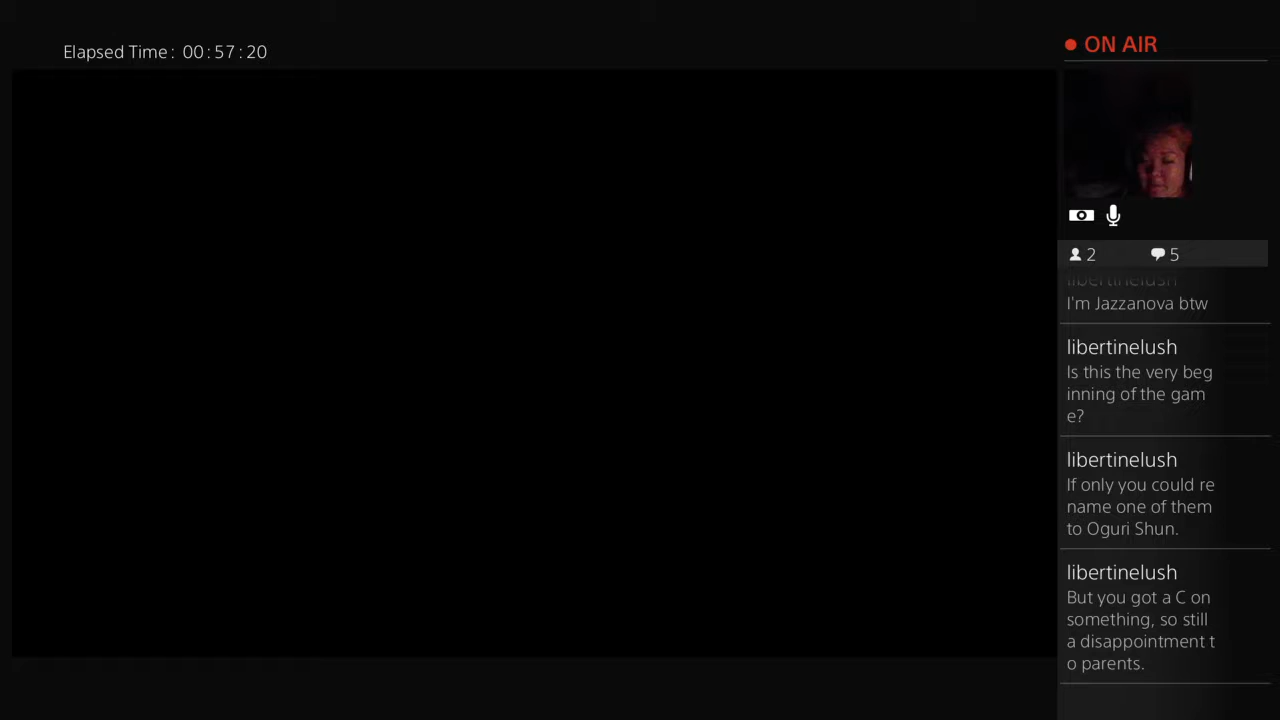 Elapsed Time: 00:57:20
ON AIR
2 5
libertinelush
I'm Jazzanova btw
libertinelush
Is this the very beg
inning of the gam
e?
libertinelush
If only you could re
name one of them
to Oguri Shun.
libertinelush
But you got a C on
something, so still
a disappointment t
o parents.